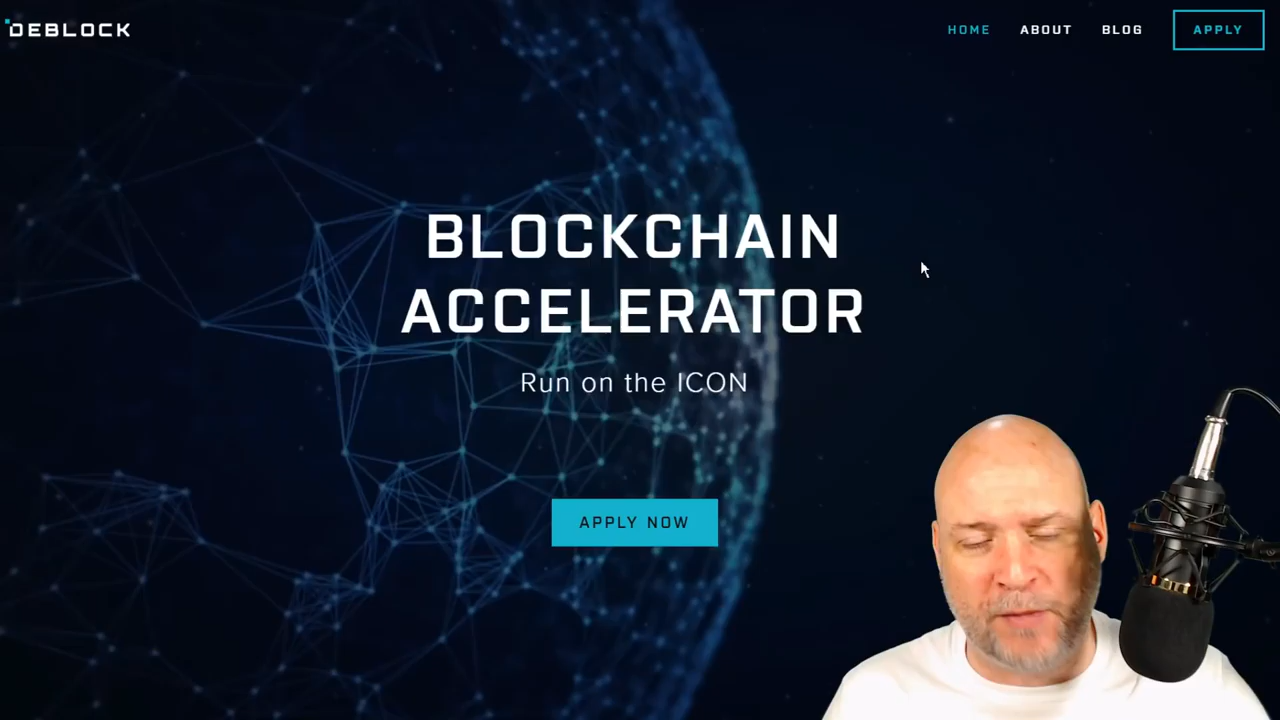 DEBLOCK
HOME ABOUT BLOG APPLY
BLOCKCHAIN
ACCELERATOR
Run on the ICON
APPLY NOW